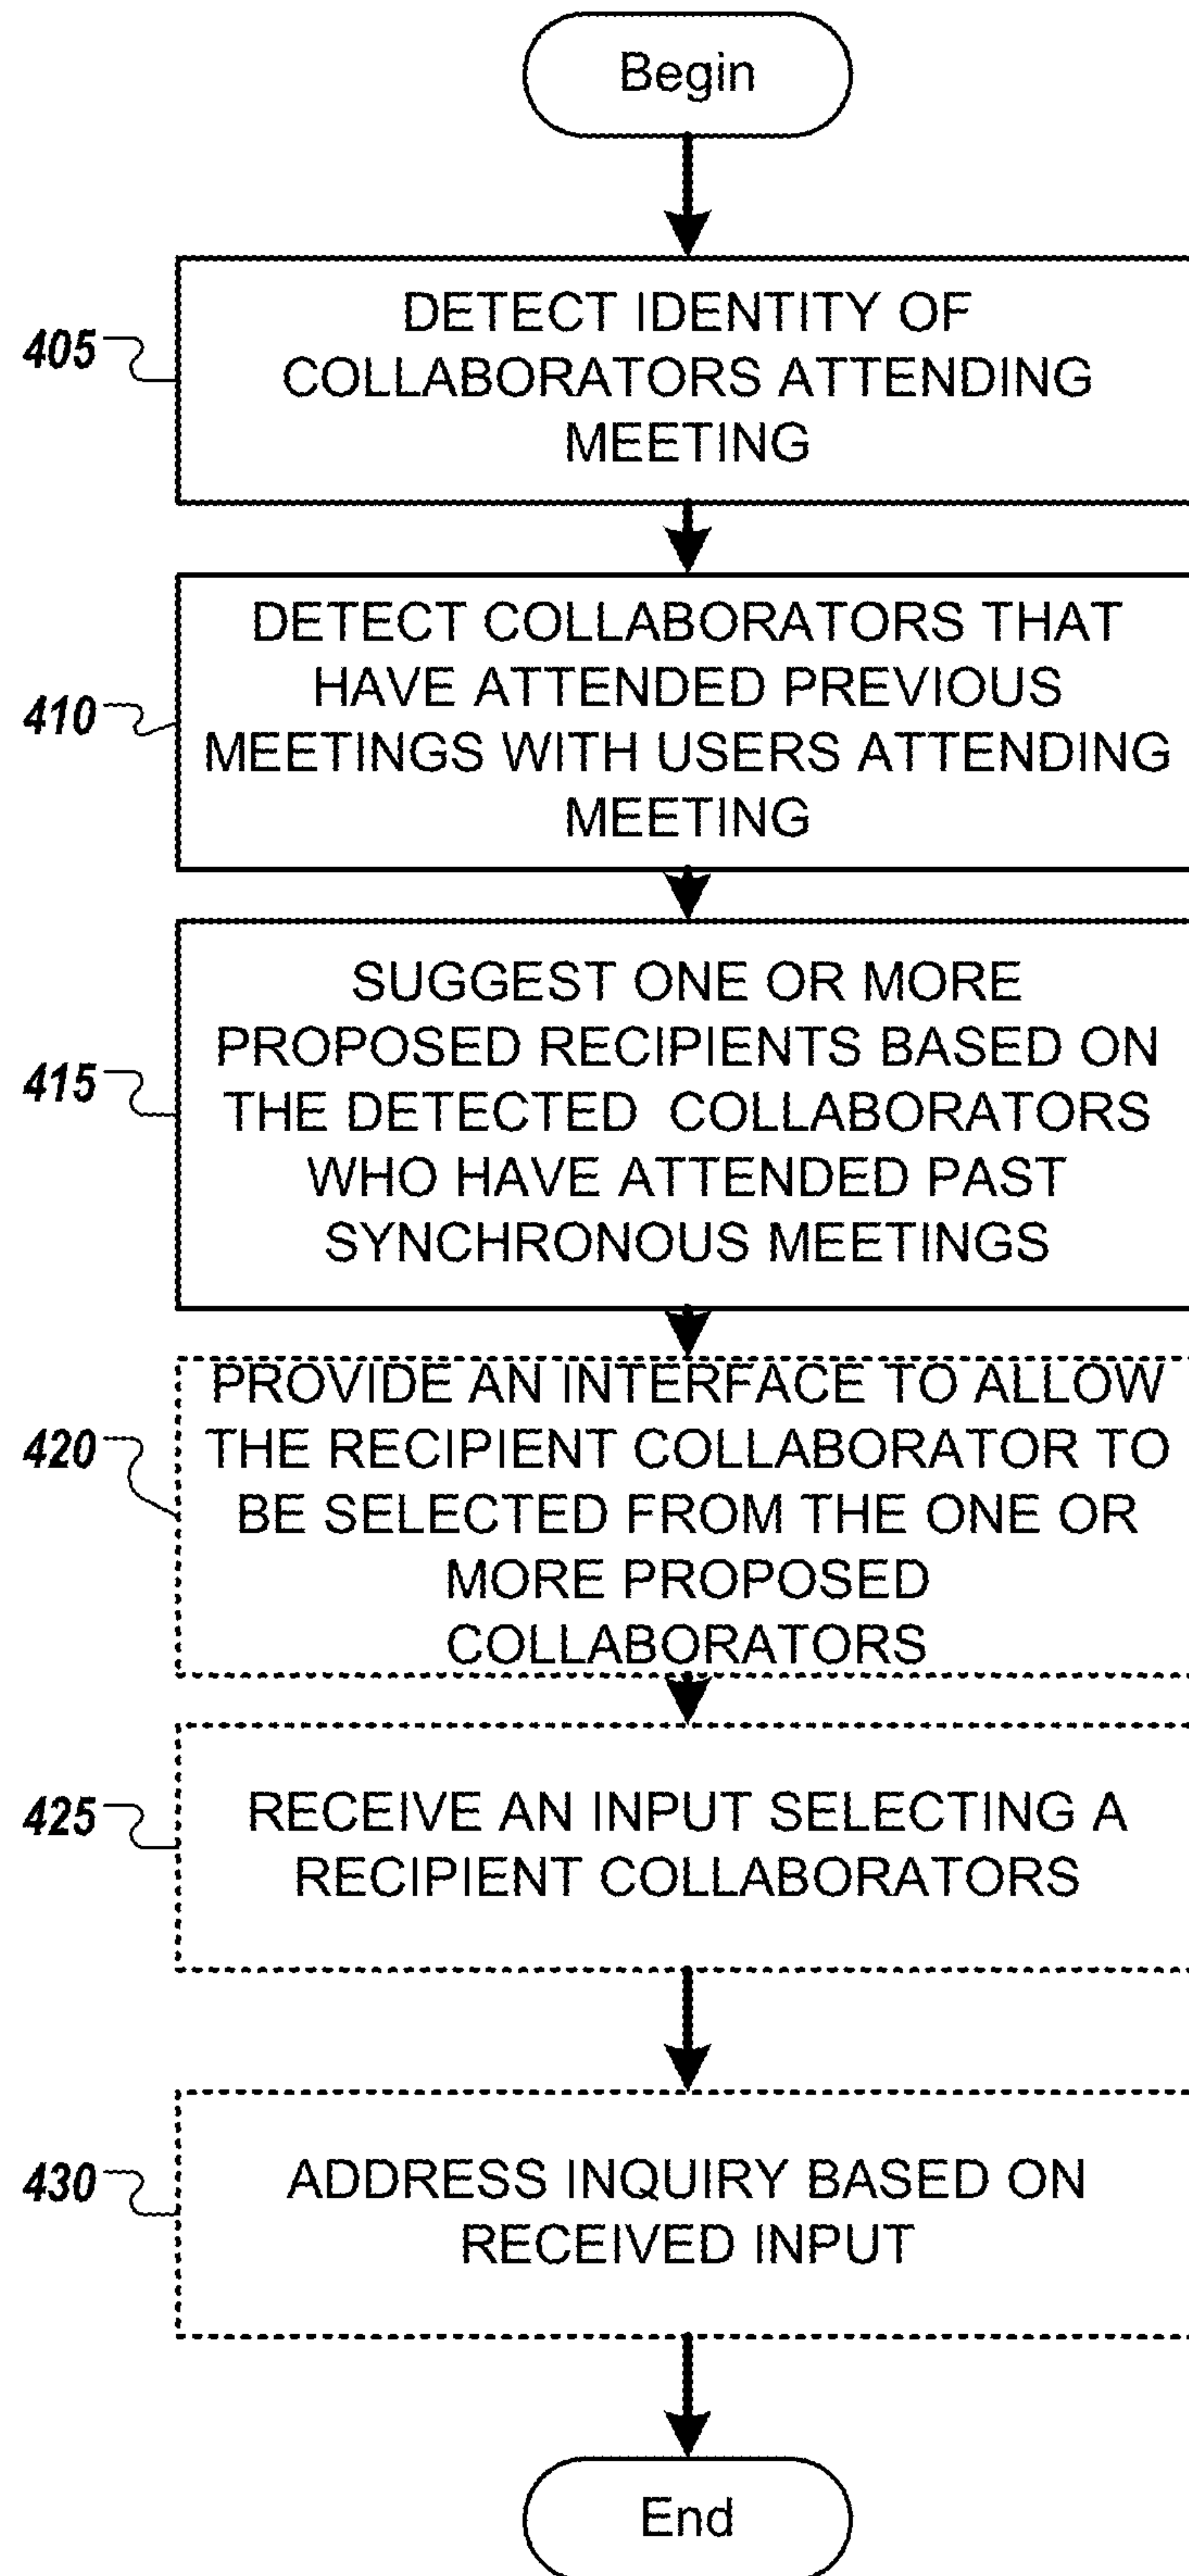 Begin
405
DETECT IDENTITY OF
COLLABORATORS ATTENDING
MEETING
410
DETECT COLLABORATORS THAT
HAVE ATTENDED PREVIOUS
MEETINGS WITH USERS ATTENDING
MEETING
415
SUGGEST ONE OR MORE
PROPOSED RECIPIENTS BASED ON
THE DETECTED COLLABORATORS
WHO HAVE ATTENDED PAST
SYNCHRONOUS MEETINGS
420
PROVIDE AN INTERFACE TO ALLOW
THE RECIPIENT COLLABORATOR TO
BE SELECTED FROM THE ONE OR
MORE PROPOSED
COLLABORATORS
425
RECEIVE AN INPUT SELECTING A
RECIPIENT COLLABORATORS
430
ADDRESS INQUIRY BASED ON
RECEIVED INPUT
End